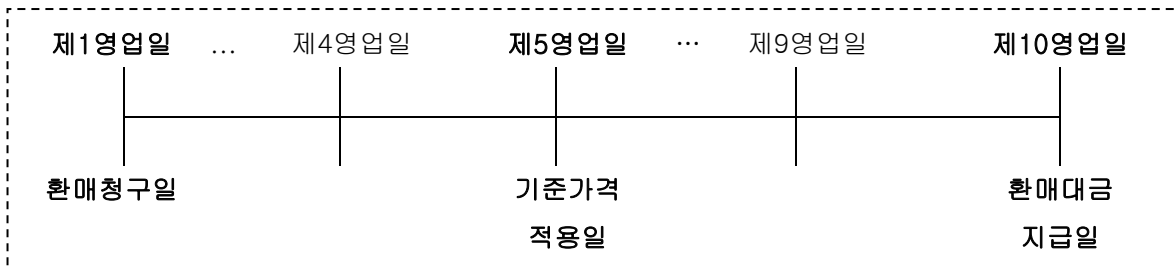 제1영업일 ... 제4영업일 제5영업일 ... 제9영업일 제10영업일
환매청구일 기준가격 환매대금
적용일 지급일